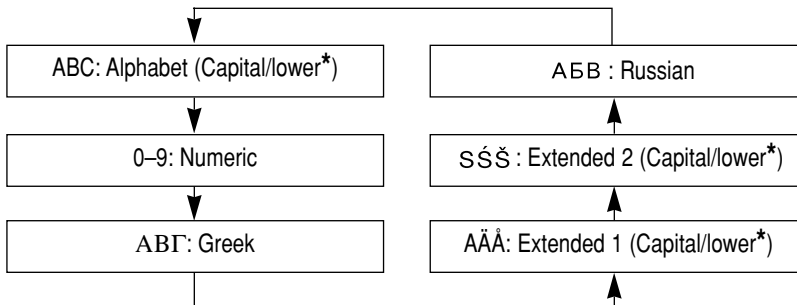 ABC: Alphabet (Capital/lower*)
0–9: Numeric
ΑΒΓ: Greek
AÄÅ: Extended 1 (Capital/lower*)
SŚŠ: Extended 2 (Capital/lower*)
АБВ : Russian